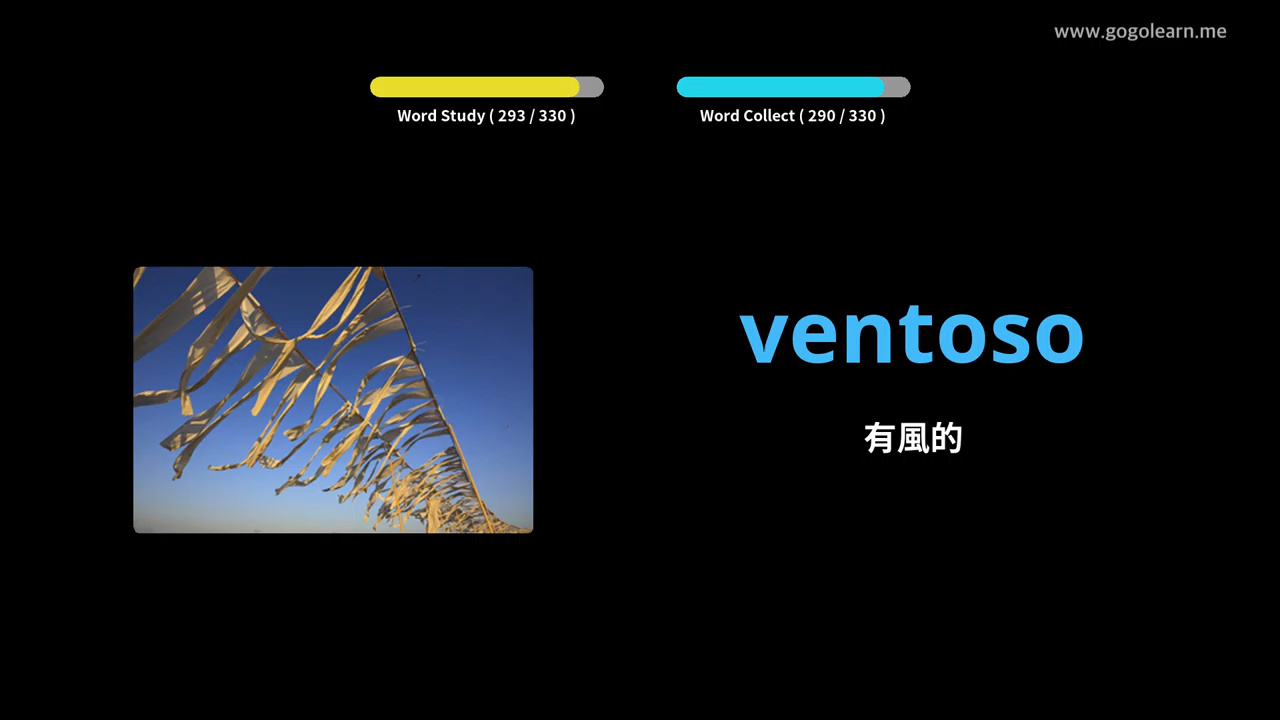 www.gogolearn.me
Word Study ( 293 / 330 )
Word Collect ( 290 / 330 )
ventoso
有風的